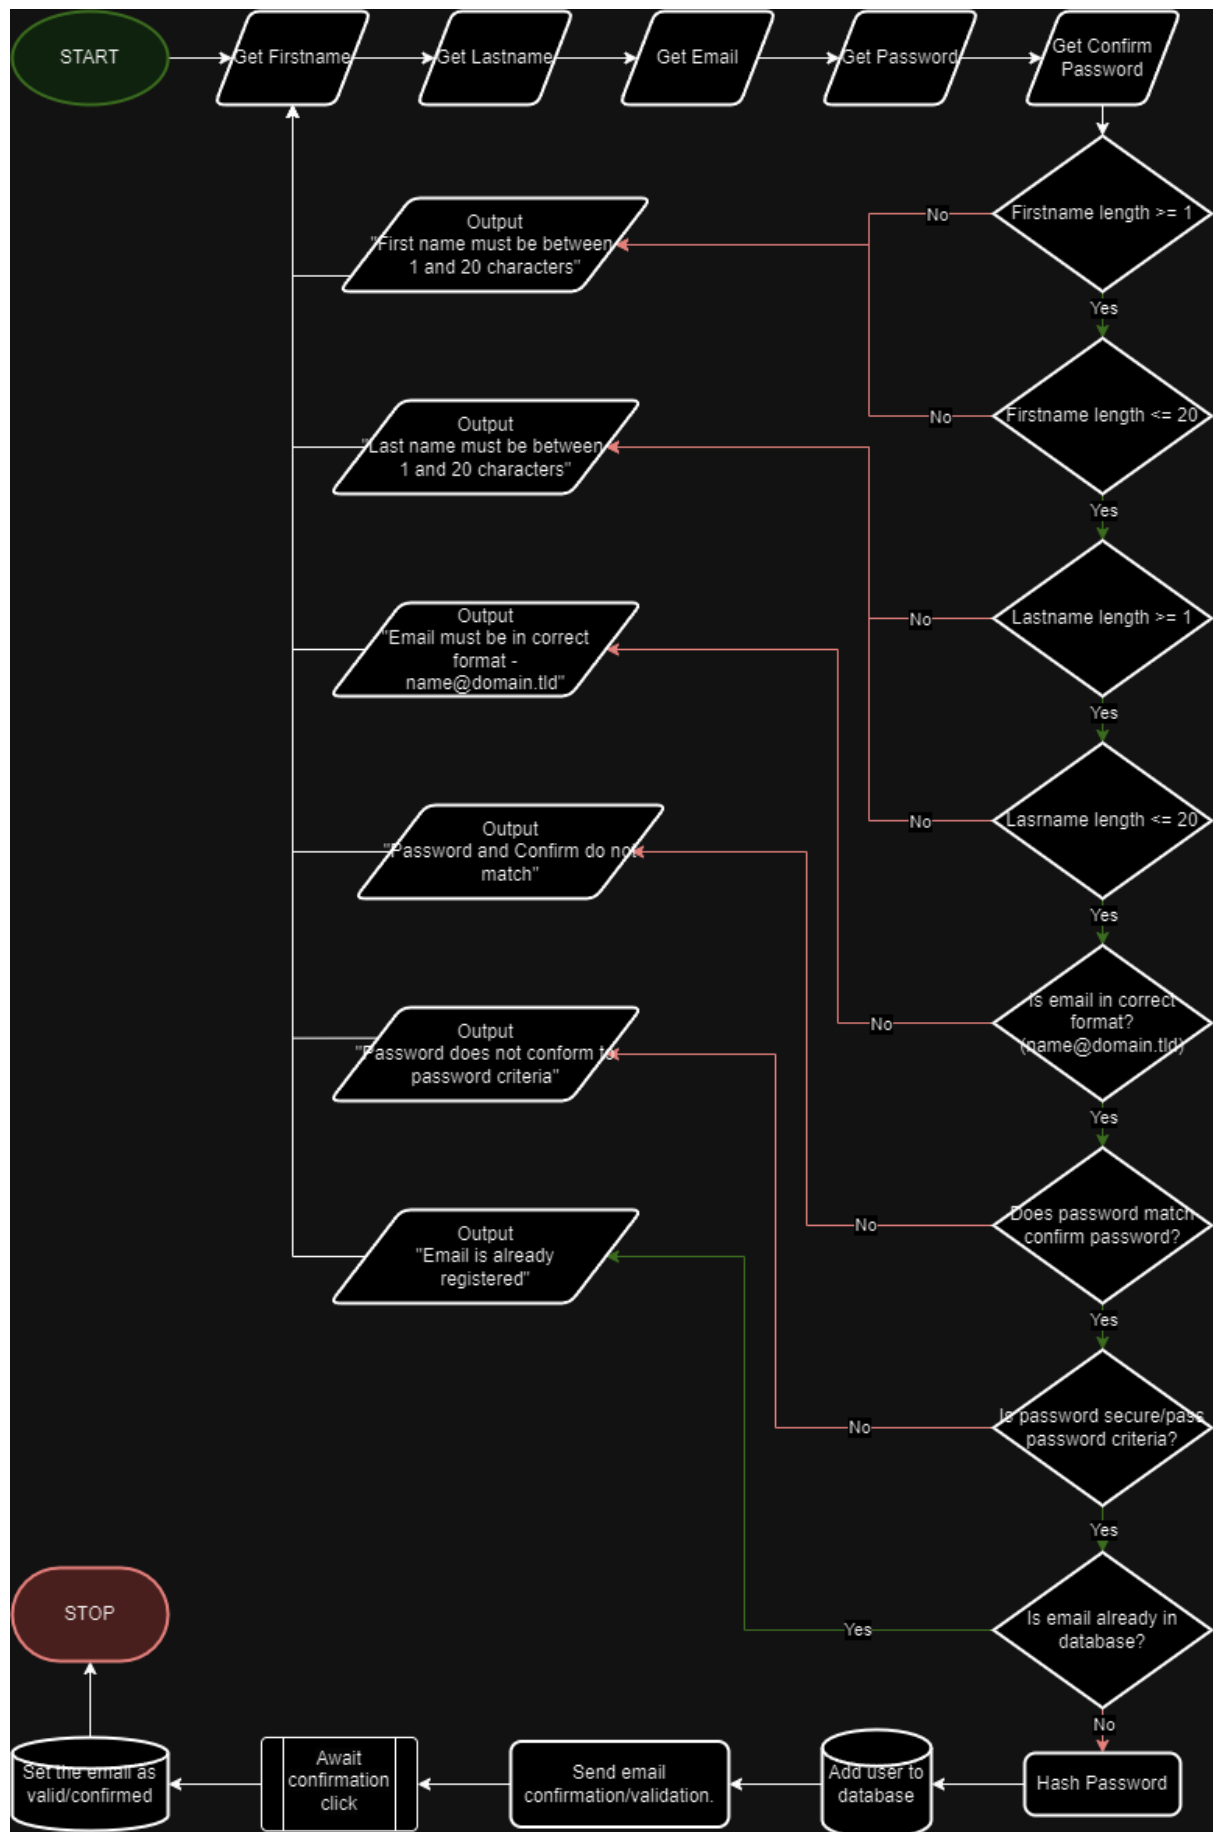 START
Get Firstname
Get Lastname
Get Email
Get Password
Get Confirm
Password
Firstname length >= 1
No
Output
"First name must be between
1 and 20 characters"
Yes
Firstname length <= 20
No
Output
"Last name must be between
1 and 20 characters"
Yes
Lastname length >= 1
No
Output
"Email must be in correct
format -
name@domain.tld"
Yes
Lasrname length <= 20
No
Output
"Password and Confirm do not
match"
Yes
Is email in correct
format?
(name@domain.tld)
No
Output
"Password does not conform to
password criteria"
Yes
Does password match
confirm password?
No
Output
"Email is already
registered"
Yes
Is password secure/pass
password criteria?
No
Yes
Is email already in
database?
Yes
STOP
No
Hash Password
Add user to
database
Send email
confirmation/validation.
Await
confirmation
click
Set the email as
valid/confirmed